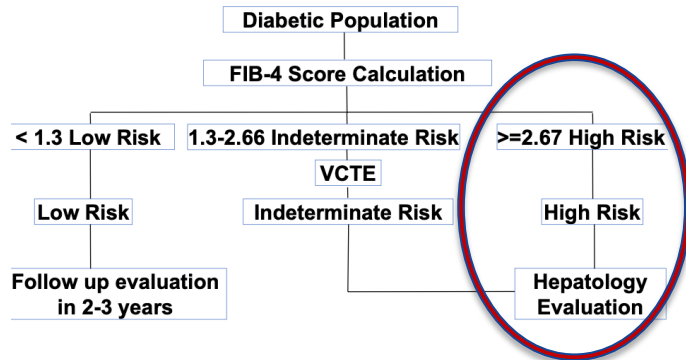 Diabetic Population
FIB-4 Score Calculation
< 1.3 Low Risk
1.3-2.66 Indeterminate Risk
>=2.67 High Risk
VCTE
Low Risk
Indeterminate Risk
High Risk
Follow up evaluation
in 2-3 years
Hepatology
Evaluation